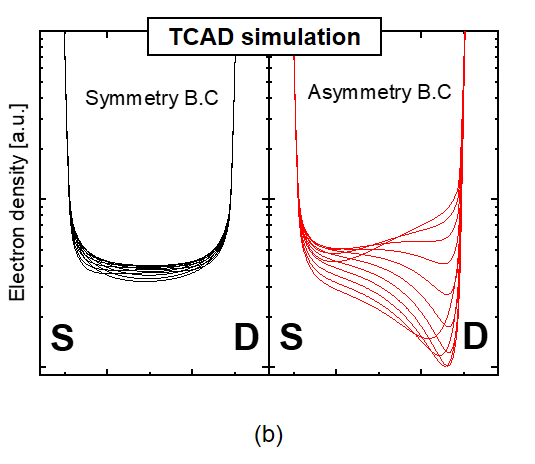 TCAD simulation
Symmetry B.C
Asymmetry B.C
Electron density [a.u.]
S
D
S
D
(b)